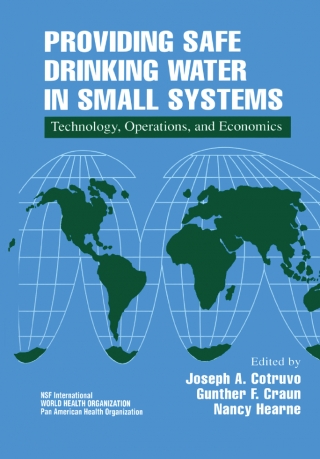 PROVIDING SAFE
DRINKING WATER
IN SMALL SYSTEMS
Technology, Operations, and Economics
Edited by
Joseph A. Cotruvo
Gunther F. Craun
Nancy Hearne
NSF International
WORLD HEALTH ORGANIZATION
Pan American Health Organization